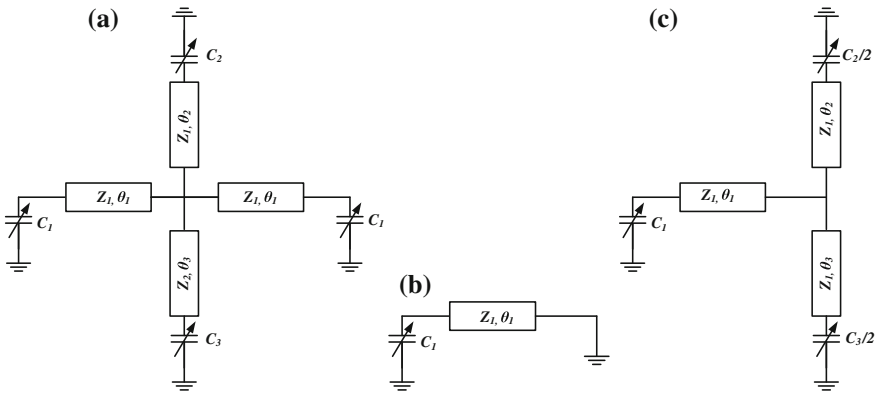 (a)
C2
Z1, θ2
Z1, θ1
Z1, θ1
C1
C1
Z2, θ3
C3
(b)
Z1, θ1
C1
(c)
C2/2
Z1, θ2
Z1, θ1
C1
Z1, θ3
C3/2